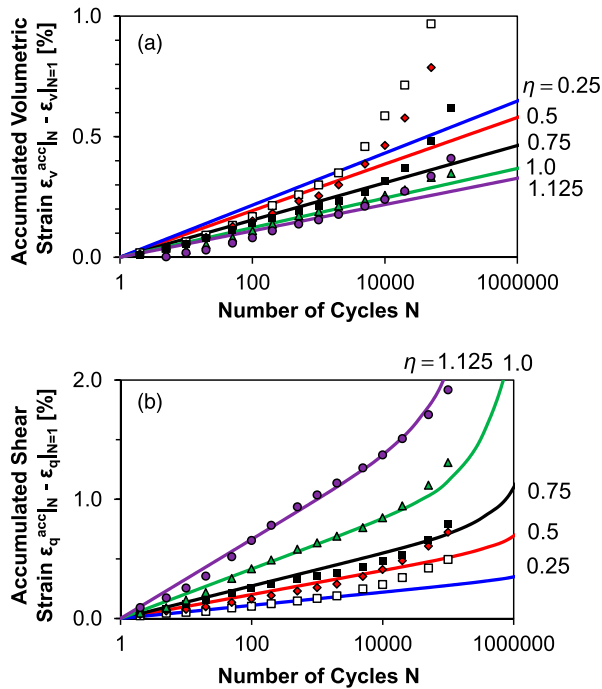 (a)
1.0
0.5
0.0
Accumulated Volumetric
Strain εᵥᵃᶜᶜ|N - εᵥ|N=1 [%]
η = 0.25
0.5
0.75
1.0
1.125
1
100
10000
1000000
Number of Cycles N
η = 1.125
1.0
(b)
2.0
1.0
0.0
Accumulated Shear
Strain εqᵃᶜᶜ|N - εq|N=1 [%]
0.75
0.5
0.25
1
100
10000
1000000
Number of Cycles N